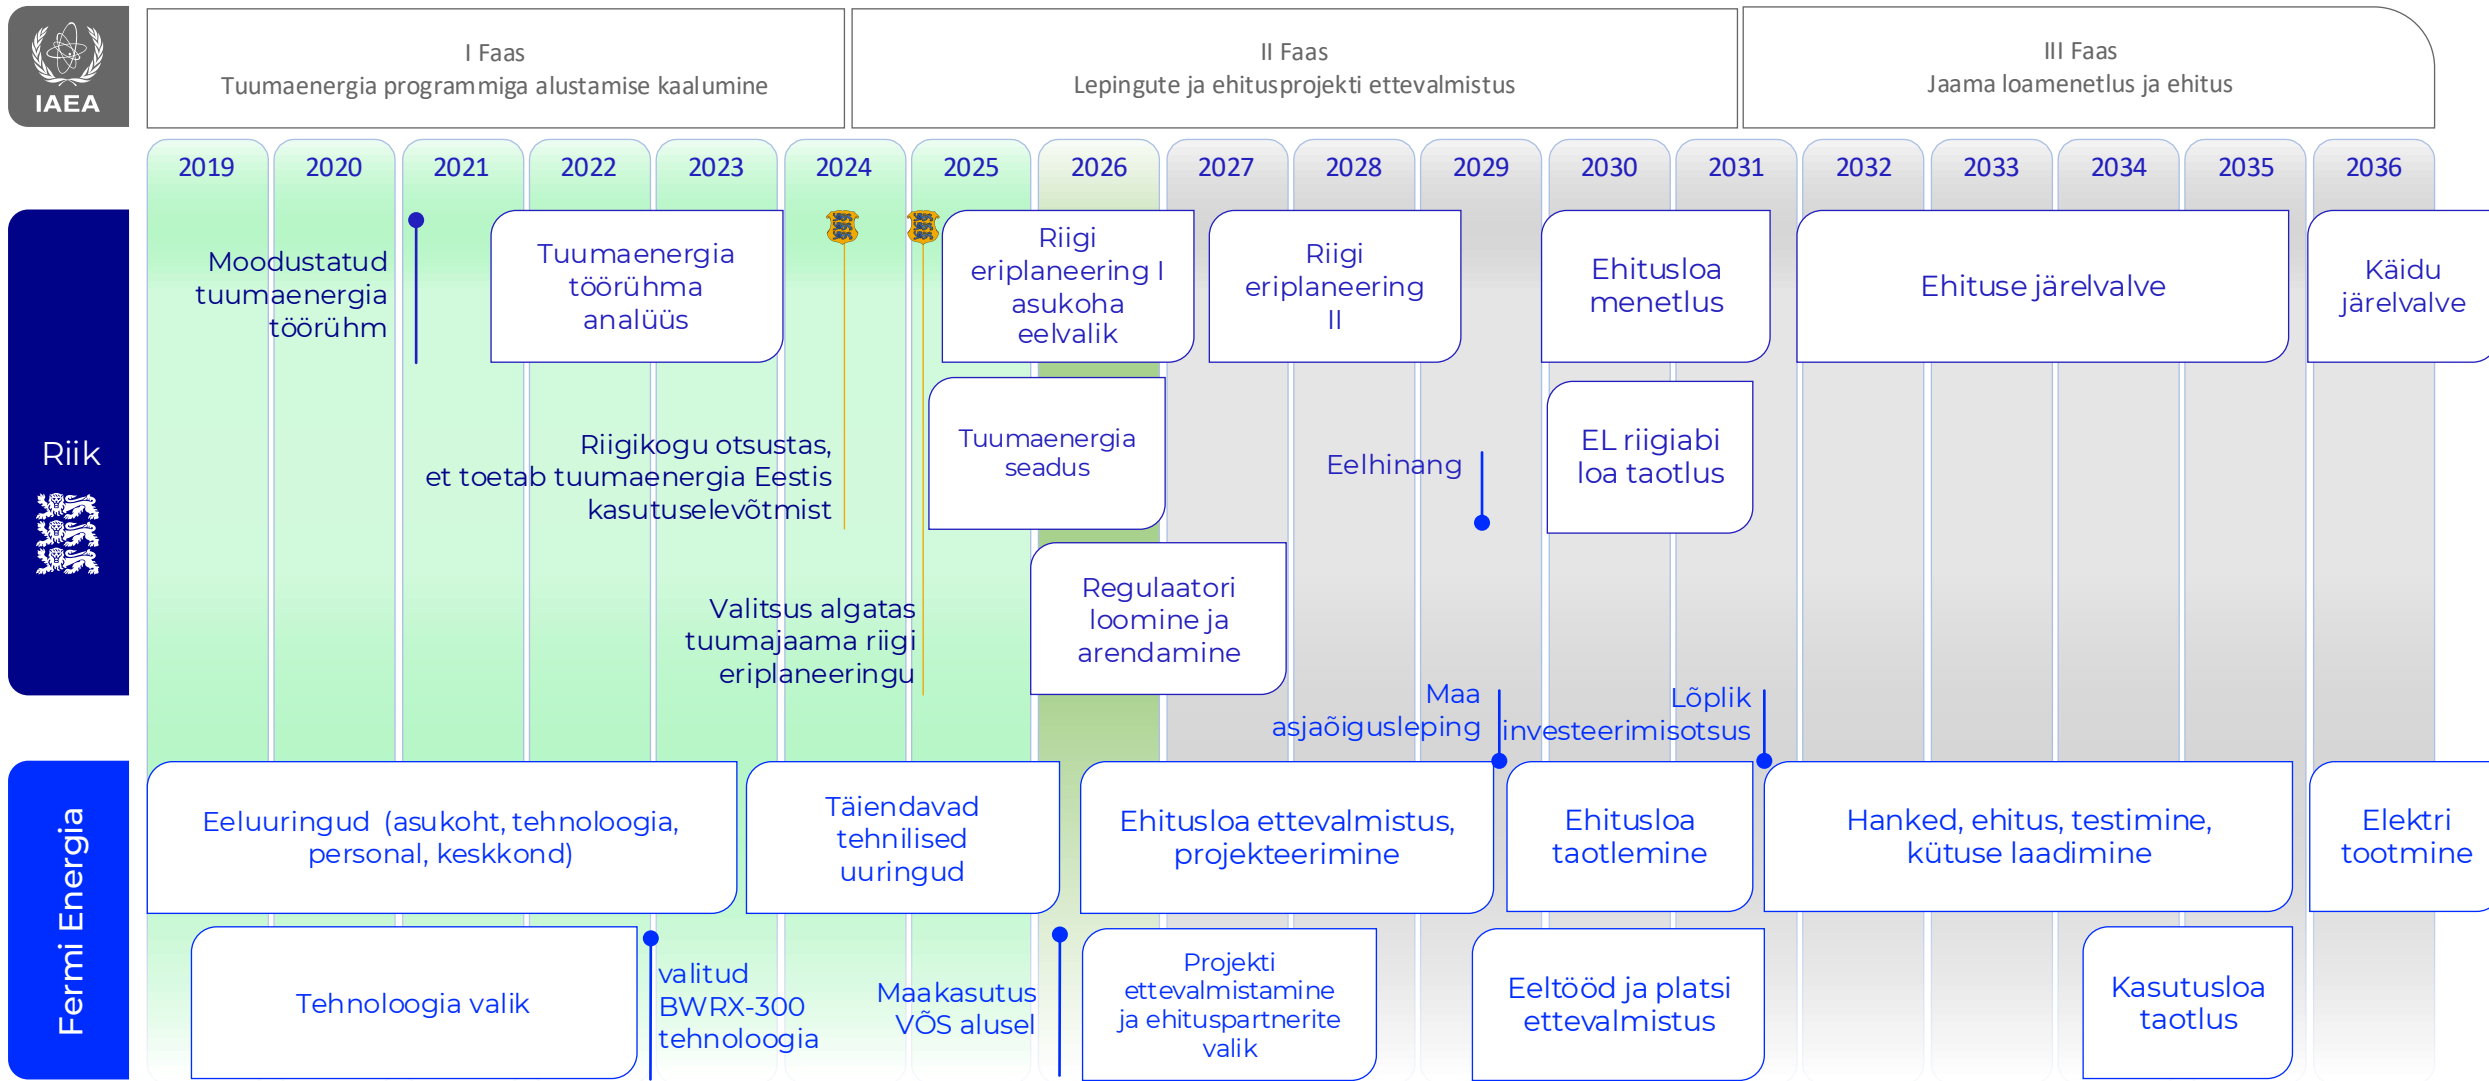 IAEA
I Faas
Tuumaenergia programmiga alustamise kaalumine
II Faas
Lepingute ja ehitusprojekti ettevalmistus
III Faas
Jaama loamenetlus ja ehitus
2019
2020
2021
2022
2023
2024
2025
2026
2027
2028
2029
2030
2031
2032
2033
2034
2035
2036
Riik
Moodustatud
tuumaenergia
töörühm
Tuumaenergia
töörühma
analüüs
Riigi
eriplaneering I
asukoha
eelvalik
Riigi
eriplaneering
II
Ehitusloa
menetlus
Ehituse järelvalve
Käidu
järelvalve
Riigikogu otsustas,
et toetab tuumaenergia Eestis
kasutuselevõtmist
Tuumaenergia
seadus
Eelhinang
EL riigiabi
loa taotlus
Valitsus algatas
tuumajaama riigi
eriplaneeringu
Regulaatori
loomine ja
arendamine
Maa
asjaõigusleping
Lõplik
investeerimisotsus
Fermi Energia
Eeluuringud (asukoht, tehnoloogia,
personal, keskkond)
Täiendavad
tehnilised
uuringud
Ehitusloa ettevalmistus,
projekteerimine
Ehitusloa
taotlemine
Hanked, ehitus, testimine,
kütuse laadimine
Elektri
tootmine
Tehnoloogia valik
valitud
BWRX-300
tehnoloogia
Maakasutus
VÕS alusel
Projekti
ettevalmistamine
ja ehituspartnerite
valik
Eeltööd ja platsi
ettevalmistus
Kasutusloa
taotlus